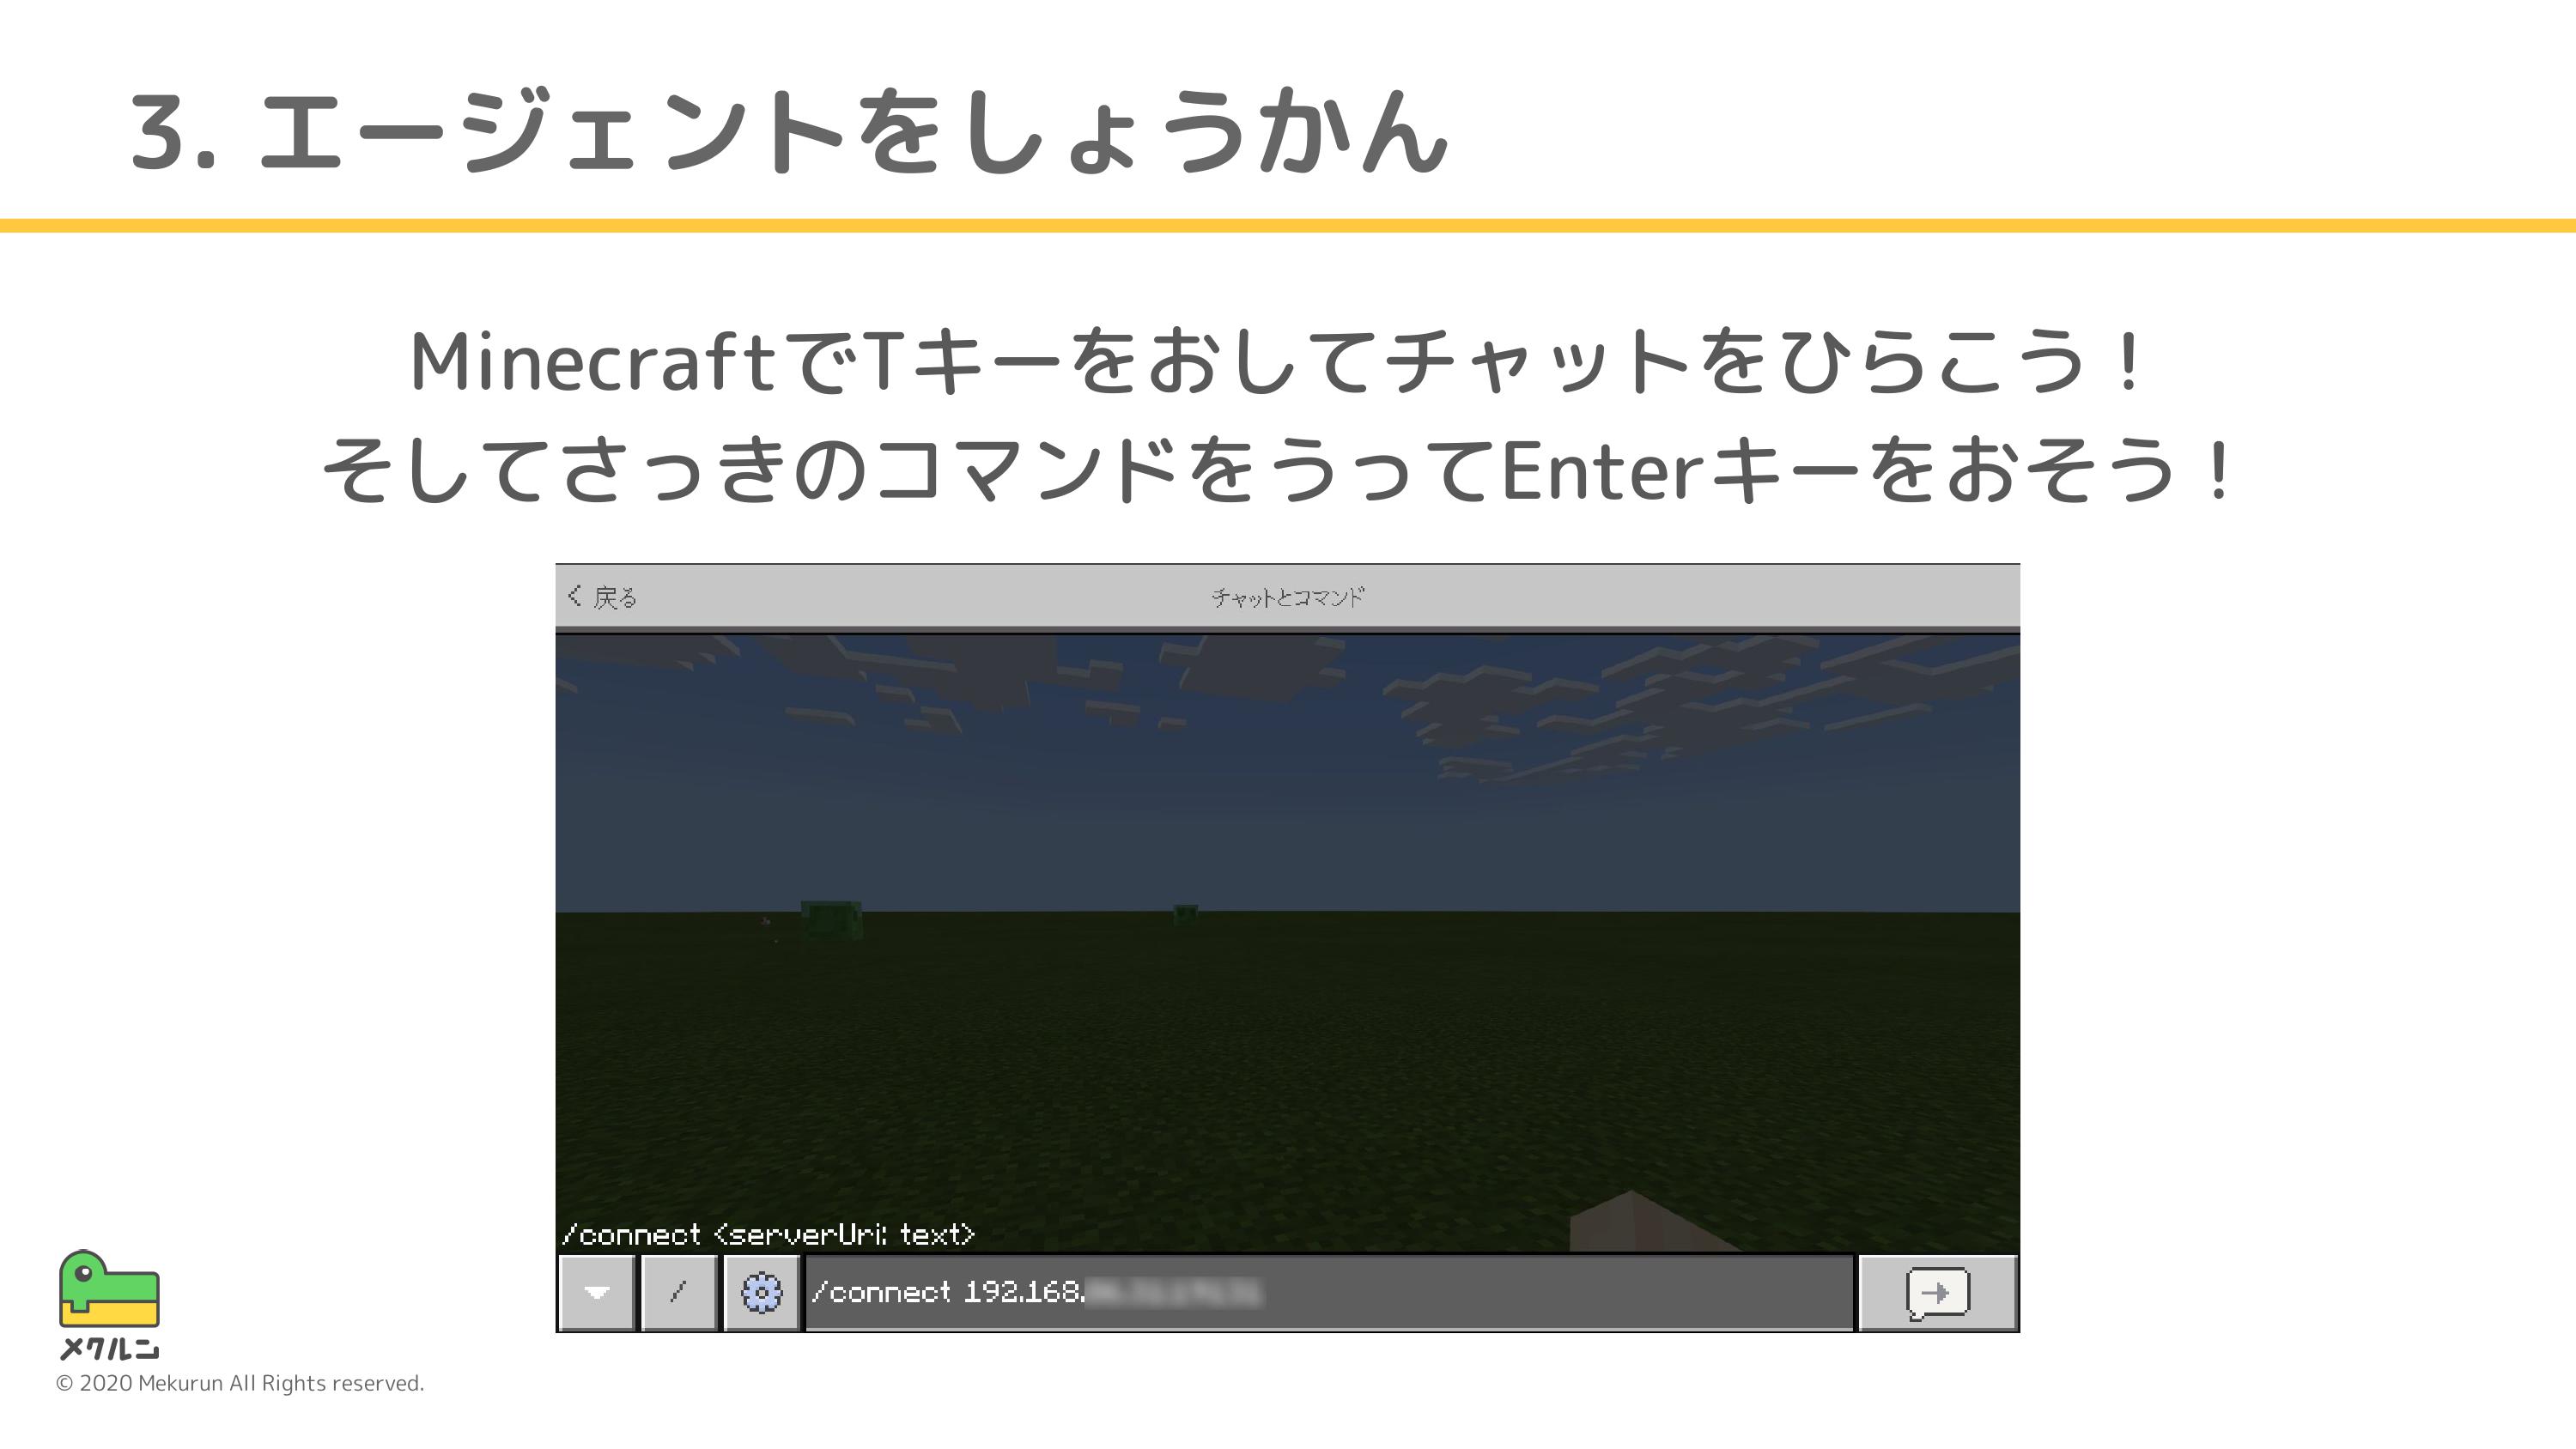 3. エージェントをしょうかん
MinecraftでTキーをおしてチャットをひらこう！
そしてさっきのコマンドをうってEnterキーをおそう！
戻る
チャットとコマンド
/connect <serverUri: text>
/
/connect 192.168.
メクルン
© 2020 Mekurun All Rights reserved.